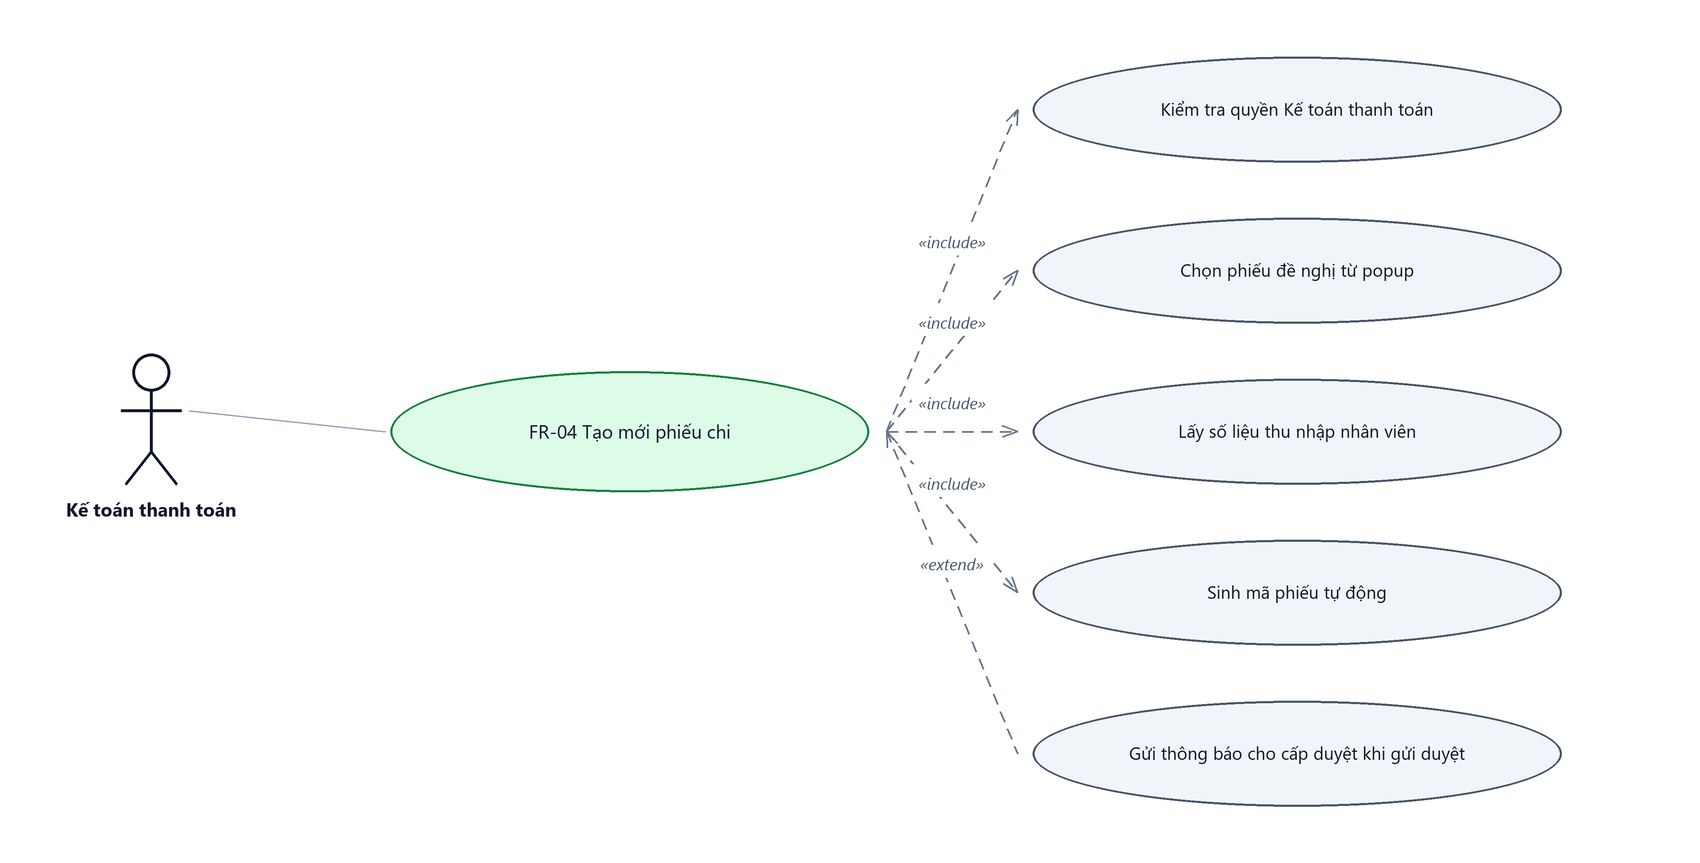 Kiểm tra quyền Kế toán thanh toán
«include»
Chọn phiếu đề nghị từ popup
«include»
«include»
FR-04 Tạo mới phiếu chi
Lấy số liệu thu nhập nhân viên
«include»
Kế toán thanh toán
«extend»
Sinh mã phiếu tự động
Gửi thông báo cho cấp duyệt khi gửi duyệt